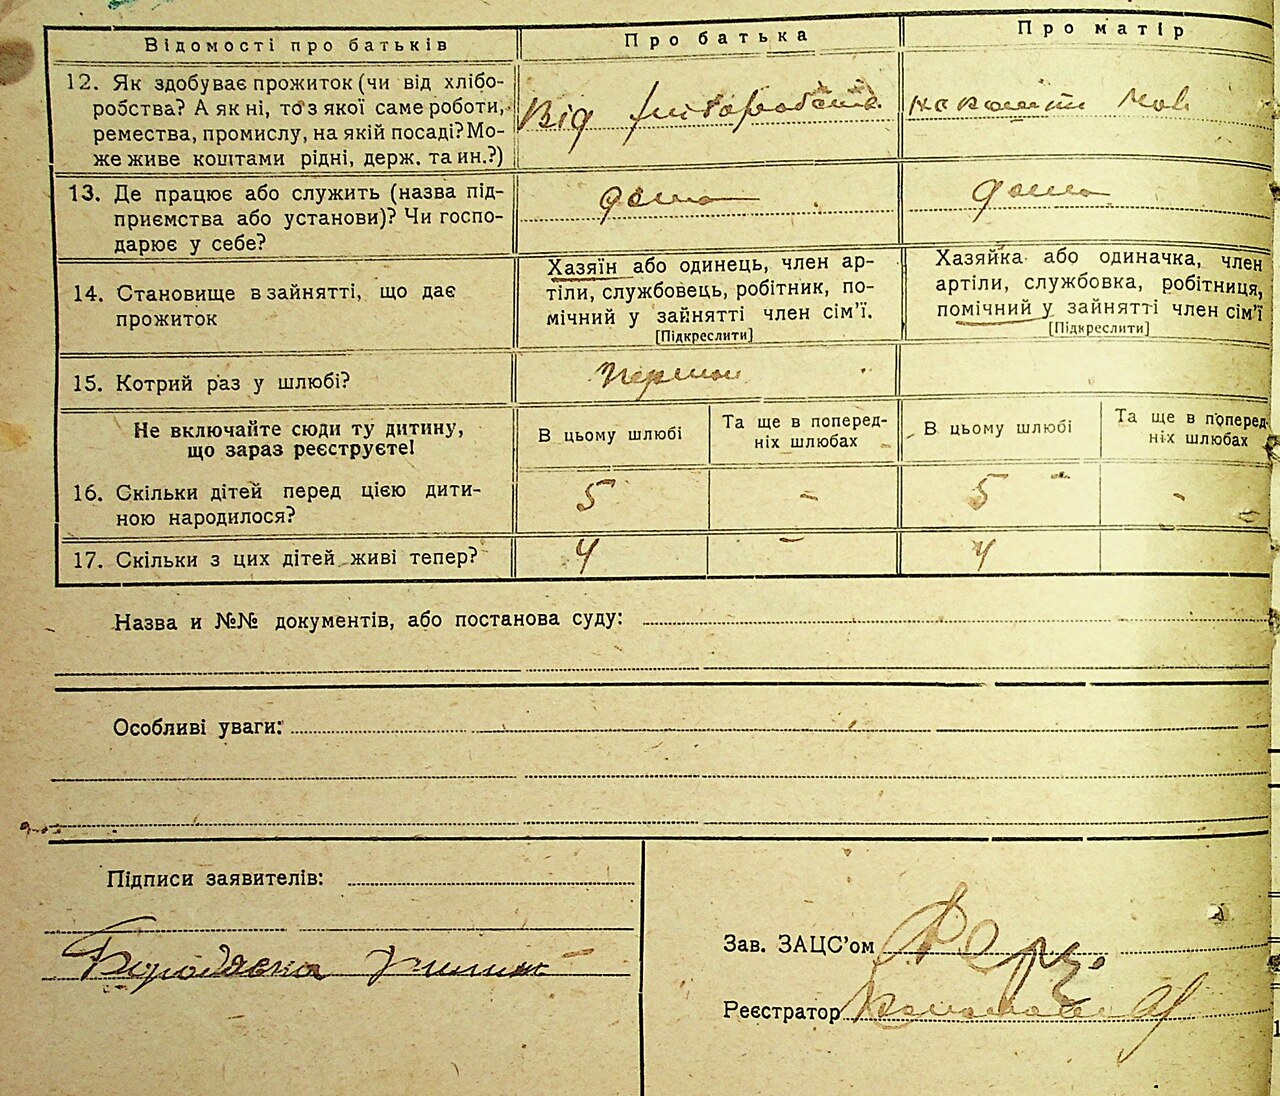 Відомості про батьків
Про батька
Про матір
12. Як здобуває прожиток (чи від хлібо-
робства? А як ні, то з якої саме роботи,
ремества, промислу, на якій посаді? Мо-
же живе коштами рідні, держ. та ин.?)
Від хліборобства
на кошти
13. Де працює або служить (назва під-
приємства або установи)? Чи госпо-
дарює у себе?
дома
дома
14. Становище в зайнятті, що дає
прожиток
Хазяїн або одинець, член ар-
тіли, службовець, робітник, по-
мічний у зайнятті член сім'ї.
[Підкреслити]
Хазяйка або одиначка, член
артіли, службовка, робітниця,
помічний у зайнятті член сім'ї
[Підкреслити]
15. Котрий раз у шлюбі?
Перший
Не включайте сюди ту дитину,
що зараз реєструєте!
В цьому шлюбі
Та ще в поперед-
ніх шлюбах
В цьому шлюбі
Та ще в поперед-
ніх шлюбах
16. Скільки дітей перед цією дити-
ною народилося?
5
-
5
-
17. Скільки з цих дітей живі тепер?
4
-
4
Назва и №№ документів, або постанова суду:
Особливі уваги:
Підписи заявителів:
Бородавка
Зав. ЗАЦС'ом
Реєстратор